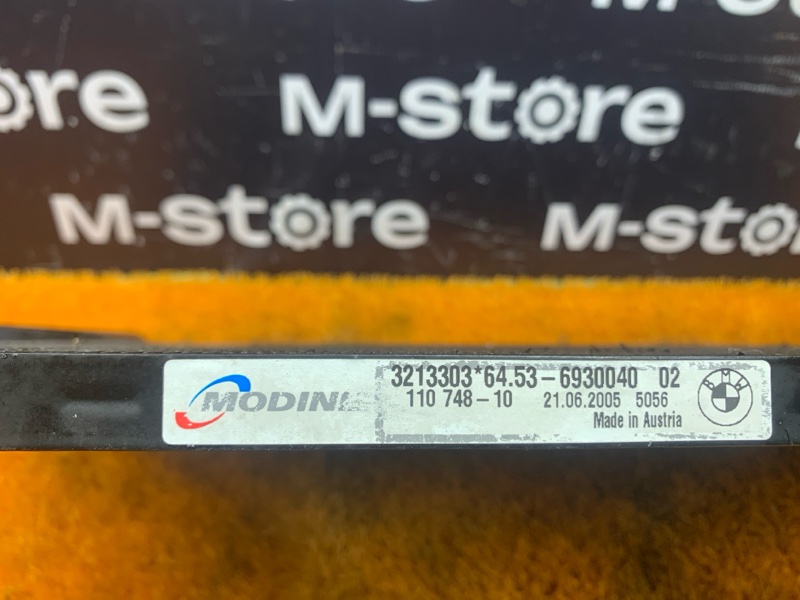 M-store
M-store
M-store
MODINE
3213303*64.53-6930040 02
110 748-10 21.06.2005 5056
Made in Austria
BMW